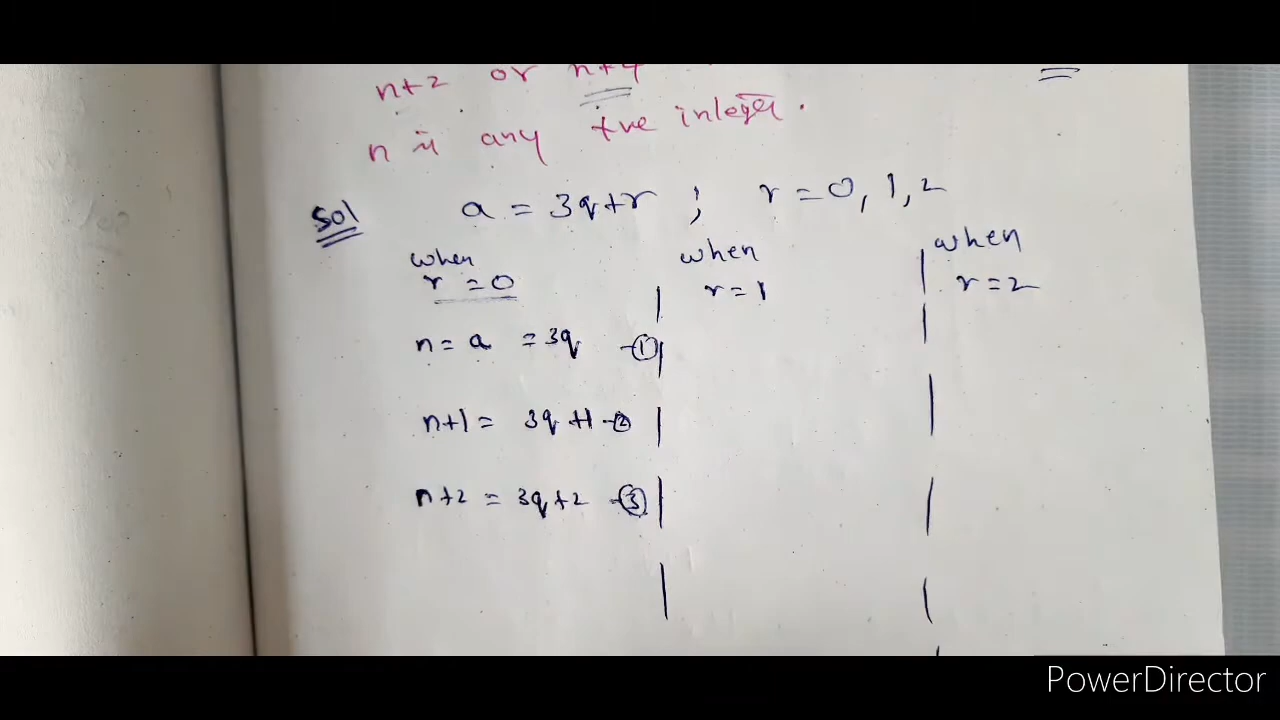 n+2 or n+4
n is any +ve integer.
Sol a = 3q+r ; r = 0, 1, 2
when r = 0
n = a = 3q -①
n+1 = 3q+1 -②
n+2 = 3q+2 -③
when r = 1
when r = 2
PowerDirector